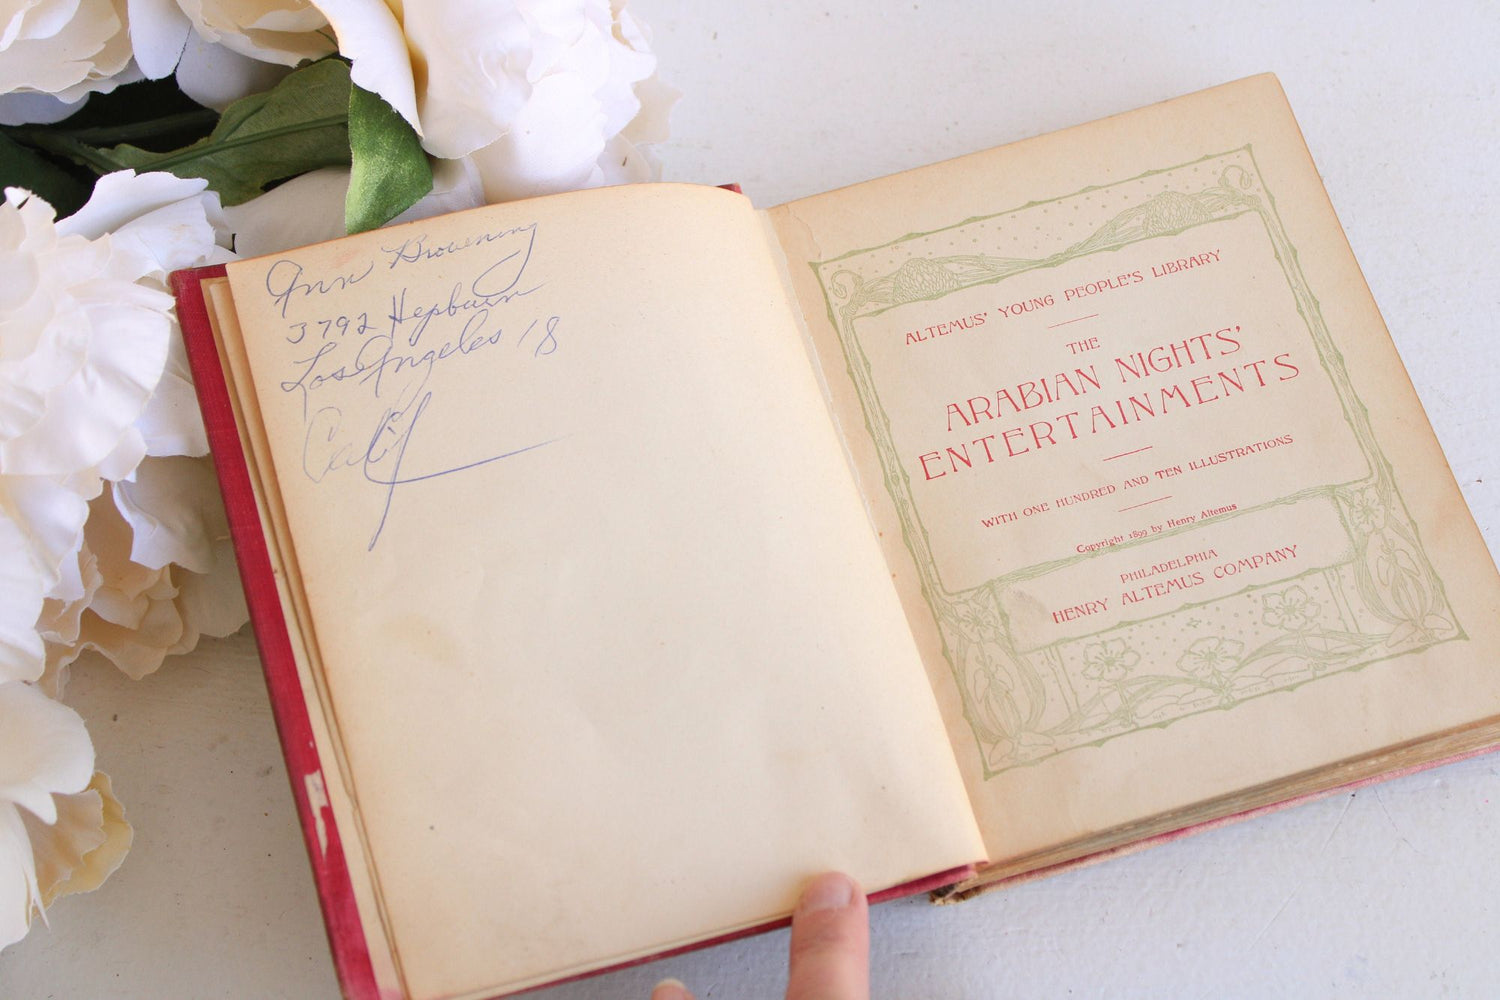 Ann Browning
3792 Hepburn
Los Angeles 18
Calif
ALTEMUS' YOUNG PEOPLE'S LIBRARY
THE
ARABIAN NIGHTS'
ENTERTAINMENTS
WITH ONE HUNDRED AND TEN ILLUSTRATIONS
Copyright 1899 by Henry Altemus
PHILADELPHIA
HENRY ALTEMUS COMPANY